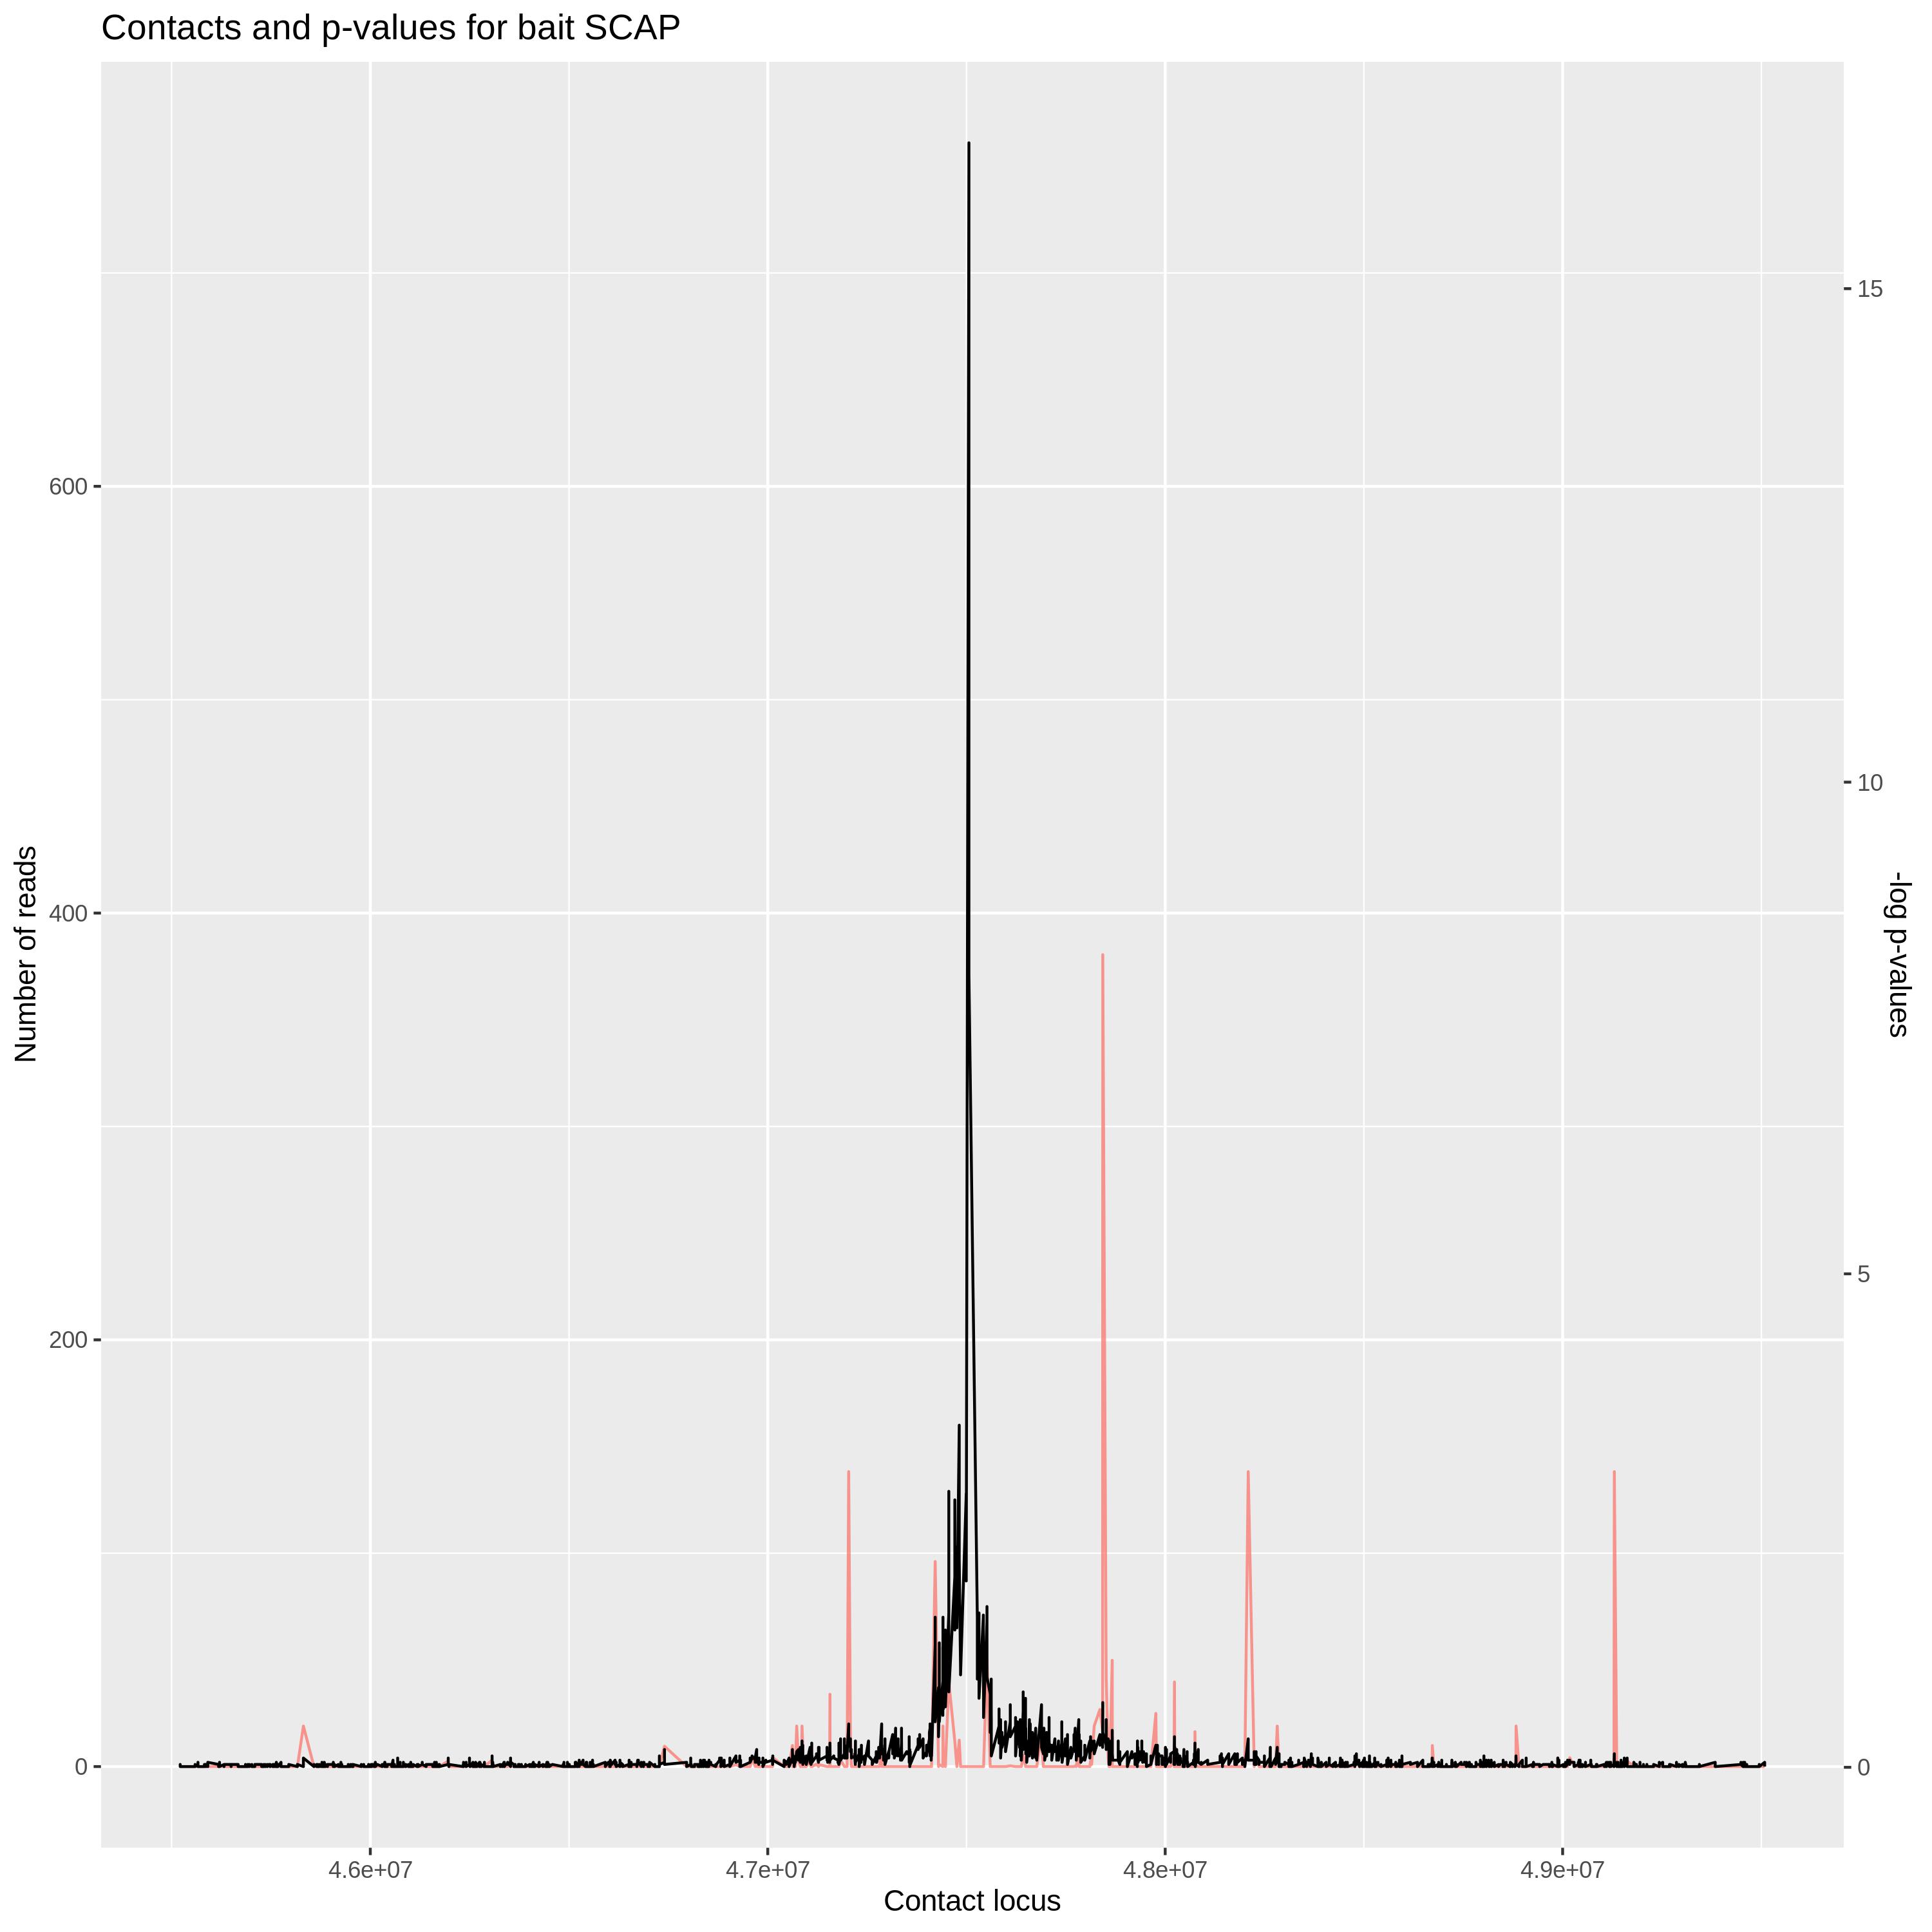 Contacts and p-values for bait SCAP
Number of reads
600
400
200
0
15
10
5
0
-log p-values
4.6e+07 4.7e+07 4.8e+07 4.9e+07
Contact locus